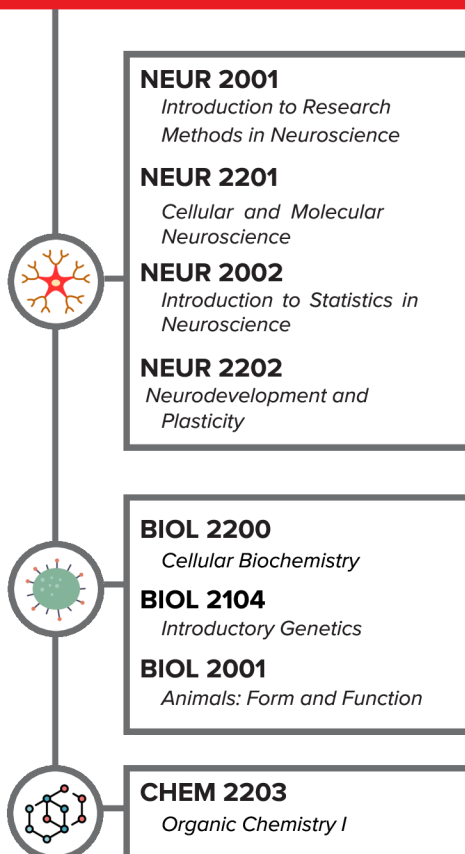 NEUR 2001
Introduction to Research
Methods in Neuroscience
NEUR 2201
Cellular and Molecular
Neuroscience
NEUR 2002
Introduction to Statistics in
Neuroscience
NEUR 2202
Neurodevelopment and
Plasticity
BIOL 2200
Cellular Biochemistry
BIOL 2104
Introductory Genetics
BIOL 2001
Animals: Form and Function
CHEM 2203
Organic Chemistry I